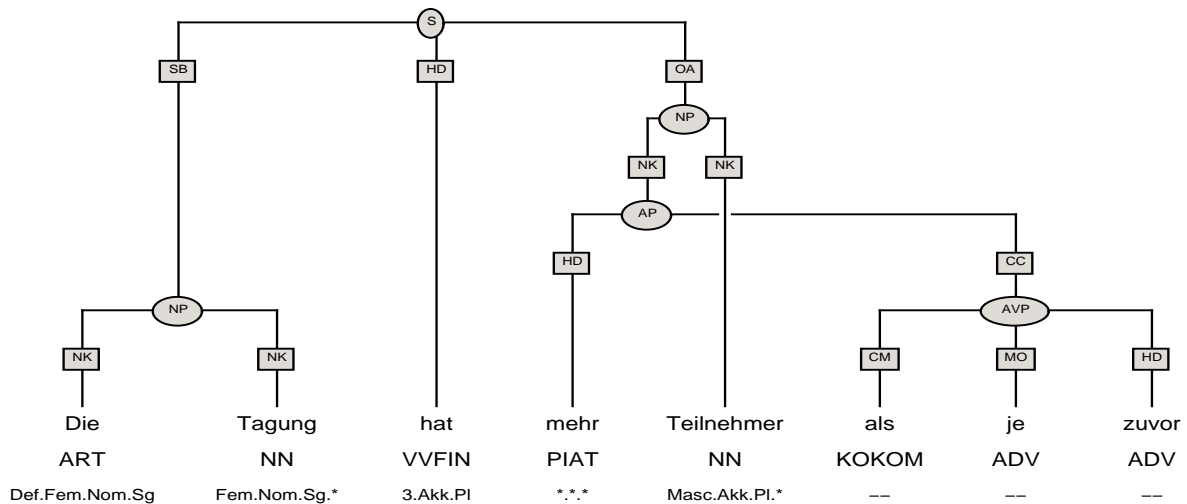 S
SB HD OA
NP
NK NK
AP
HD CC
NP AVP
NK NK CM MO HD
Die Tagung hat mehr Teilnehmer als je zuvor
ART NN VVFIN PIAT NN KOKOM ADV ADV
Def.Fem.Nom.Sg Fem.Nom.Sg.* 3.Akk.Pl *.*.* Masc.Akk.Pl.* -- -- --